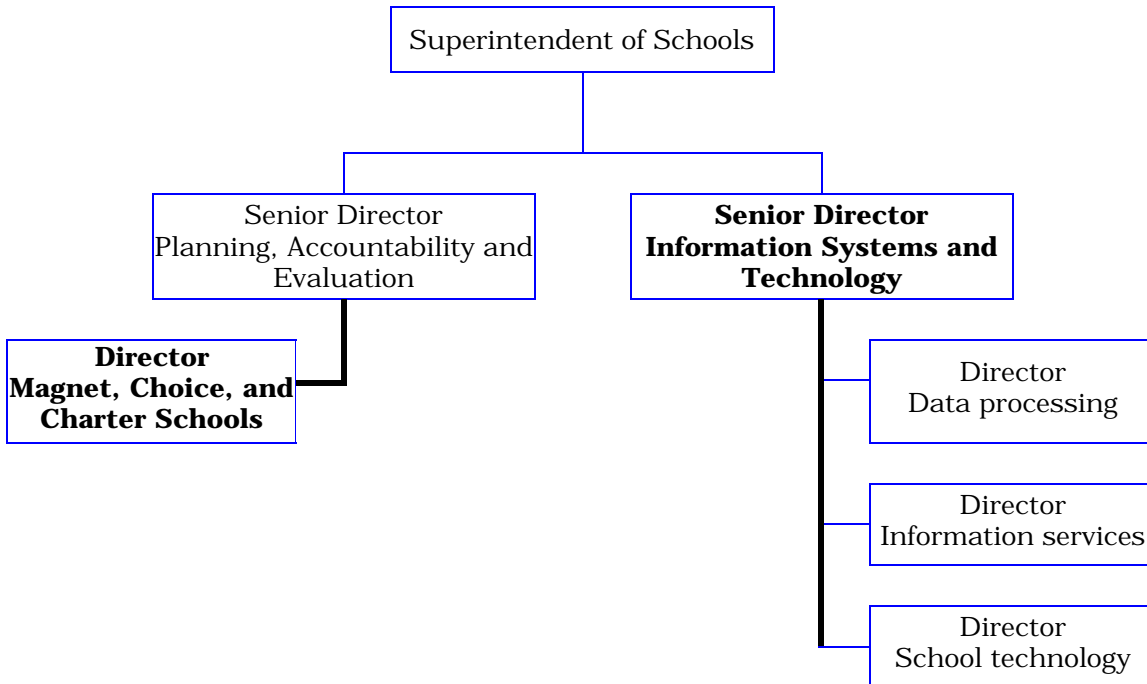 Superintendent of Schools
Senior Director
Planning, Accountability and
Evaluation
Senior Director
Information Systems and
Technology
Director
Magnet, Choice, and
Charter Schools
Director
Data processing
Director
Information services
Director
School technology